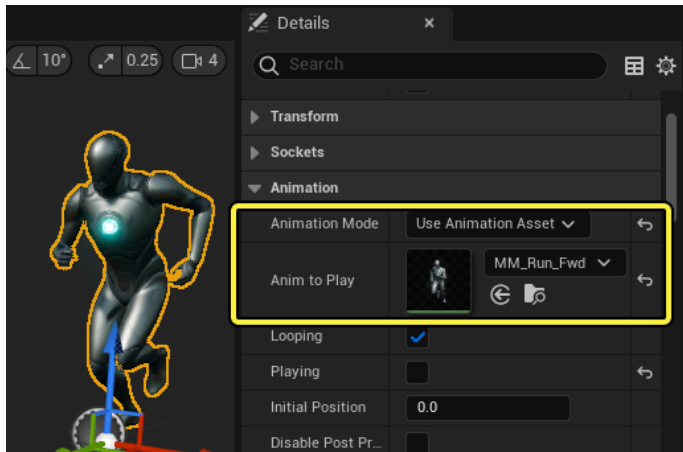 Details
10°
0.25
4
Search
Transform
Sockets
Animation
Animation Mode
Use Animation Asset
Anim to Play
MM_Run_Fwd
Looping
Playing
Initial Position
0.0
Disable Post Pr...